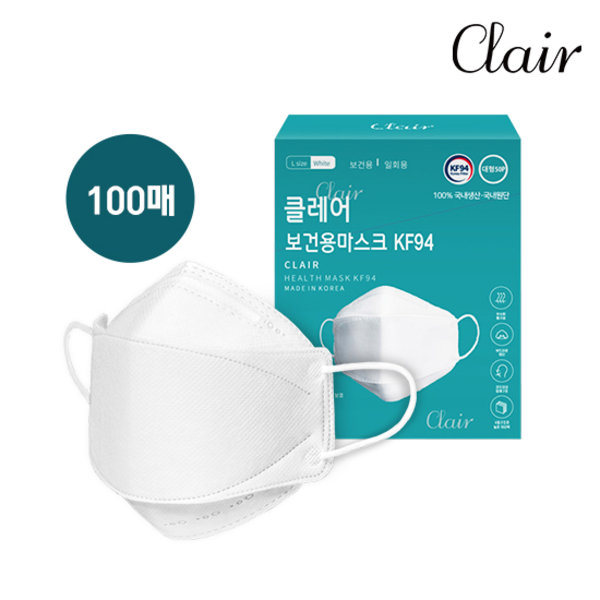 Clair
100매
Clair
L size White 보건용 일회용
KF94 대형50P
100% 국내생산·국내원단
Clair
클레어
보건용마스크 KF94
CLAIR
HEALTH MASK KF94
MADE IN KOREA
Clair